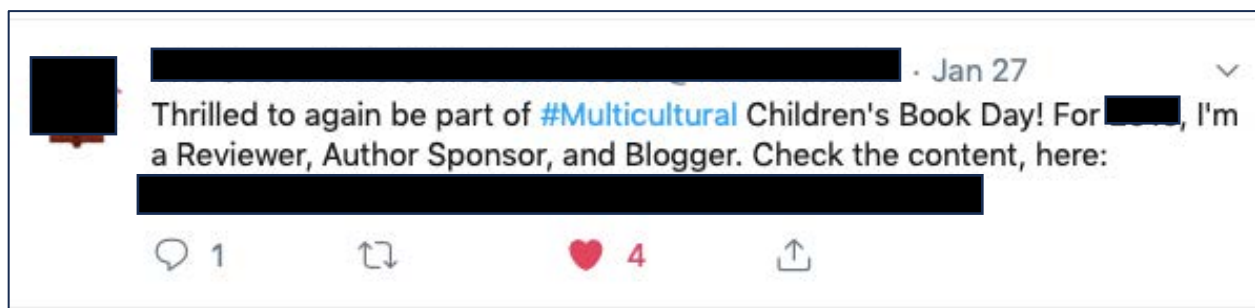 · Jan 27
Thrilled to again be part of #Multicultural Children's Book Day! For , I'm
a Reviewer, Author Sponsor, and Blogger. Check the content, here:
1 4